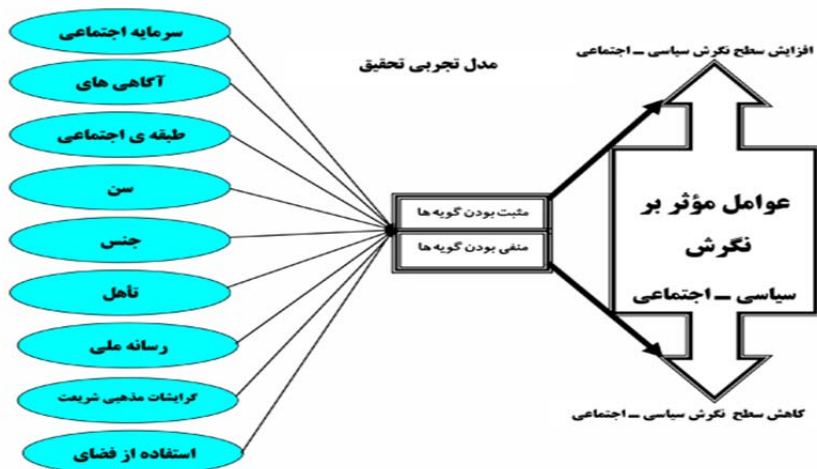 مدل تجربی تحقیق
سرمایه اجتماعی
آگاهی های
طبقه ی اجتماعی
سن
جنس
تأهل
رسانه ملی
گرایشات مذهبی شریعت
استفاده از فضای
مثبت بودن گویه ها
منفی بودن گویه ها
افزایش سطح نگرش سیاسی _ اجتماعی
عوامل مؤثر بر
نگرش
سیاسی _ اجتماعی
کاهش سطح نگرش سیاسی _ اجتماعی